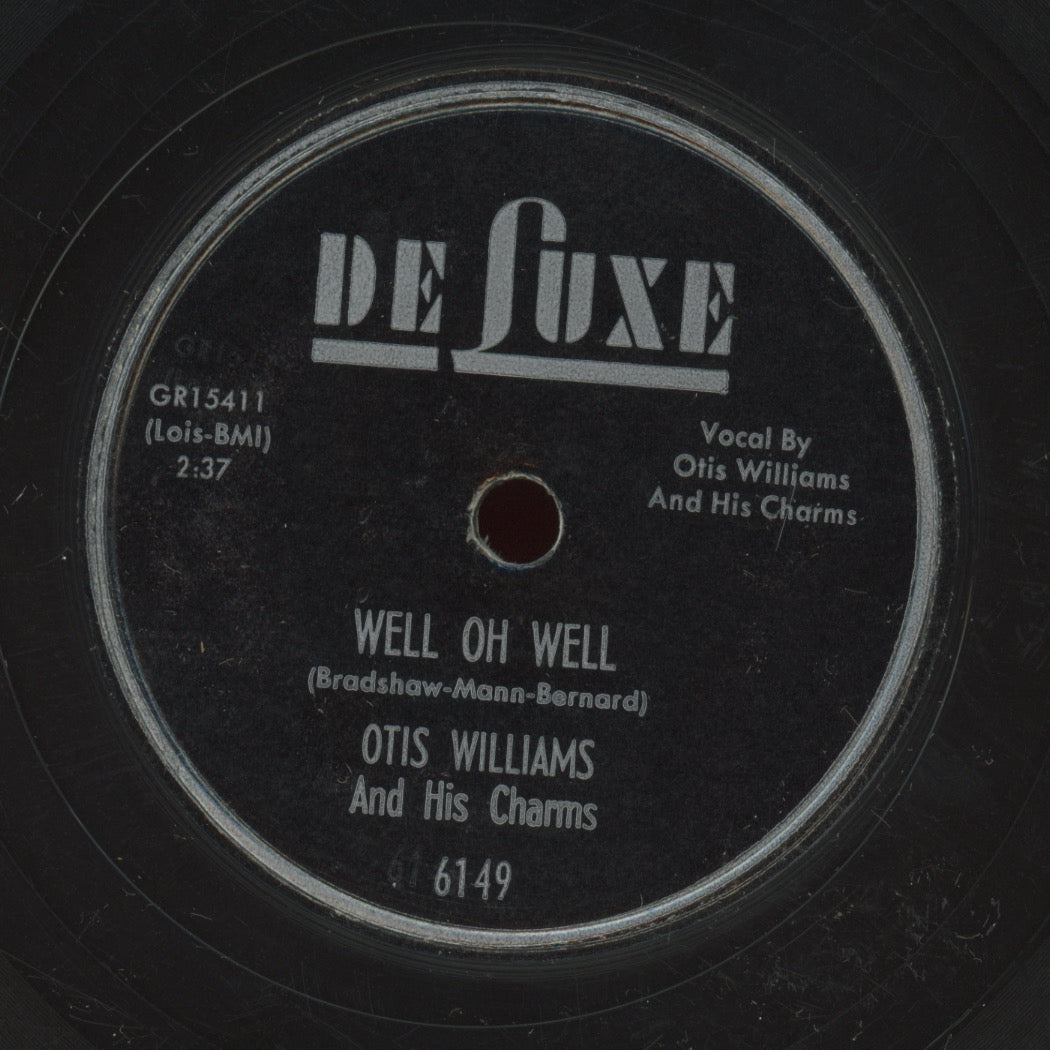 DE LUXE
GR15411
(Lois-BMI)
2:37
Vocal By
Otis Williams
And His Charms
WELL OH WELL
(Bradshaw-Mann-Bernard)
OTIS WILLIAMS
And His Charms
6149